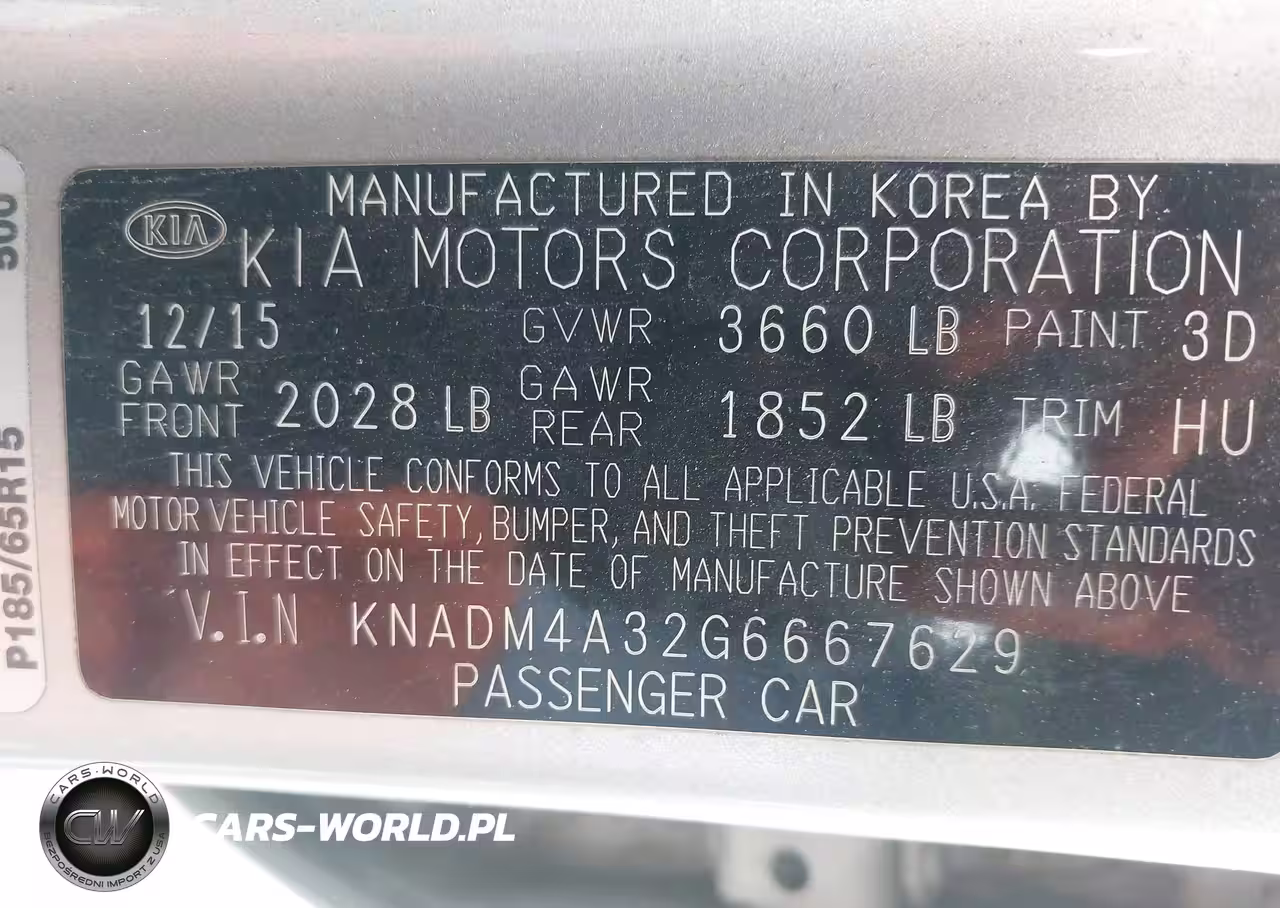 MANUFACTURED IN KOREA BY
KIA KIA MOTORS CORPORATION
12/15 GVWR 3660 LB PAINT 3D
GAWR FRONT 2028 LB GAWR REAR 1852 LB TRIM HU
THIS VEHICLE CONFORMS TO ALL APPLICABLE U.S.A. FEDERAL
MOTOR VEHICLE SAFETY, BUMPER, AND THEFT PREVENTION STANDARDS
IN EFFECT ON THE DATE OF MANUFACTURE SHOWN ABOVE
V.I.N KNADM4A32G6667629
PASSENGER CAR
P185/65R15
CARS-WORLD
CW
BEZPOŚREDNI IMPORT Z USA
CARS-WORLD.PL